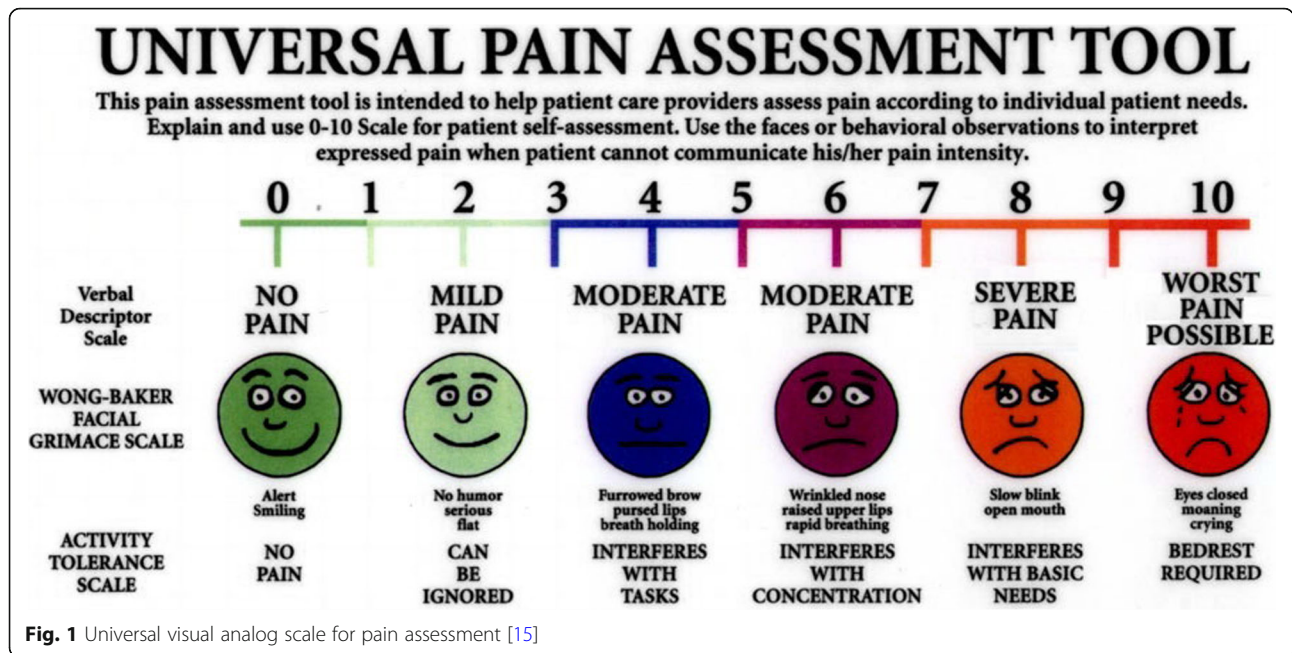 UNIVERSAL PAIN ASSESSMENT TOOL
This pain assessment tool is intended to help patient care providers assess pain according to individual patient needs.
Explain and use 0-10 Scale for patient self-assessment. Use the faces or behavioral observations to interpret
expressed pain when patient cannot communicate his/her pain intensity.
0 1 2 3 4 5 6 7 8 9 10
Verbal
Descriptor
Scale
NO
PAIN
MILD
PAIN
MODERATE
PAIN
MODERATE
PAIN
SEVERE
PAIN
WORST
PAIN
POSSIBLE
WONG-BAKER
FACIAL
GRIMACE SCALE
Alert
Smiling
No humor
serious
flat
Furrowed brow
pursed lips
breath holding
Wrinkled nose
raised upper lips
rapid breathing
Slow blink
open mouth
Eyes closed
moaning
crying
ACTIVITY
TOLERANCE
SCALE
NO
PAIN
CAN
BE
IGNORED
INTERFERES
WITH
TASKS
INTERFERES
WITH
CONCENTRATION
INTERFERES
WITH BASIC
NEEDS
BEDREST
REQUIRED
Fig. 1 Universal visual analog scale for pain assessment [15]